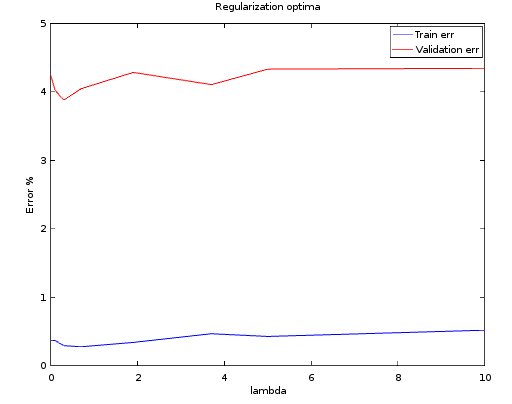 Regularization optima
5
4
3
2
1
0
0 2 4 6 8 10
Error %
lambda
Train err
Validation err